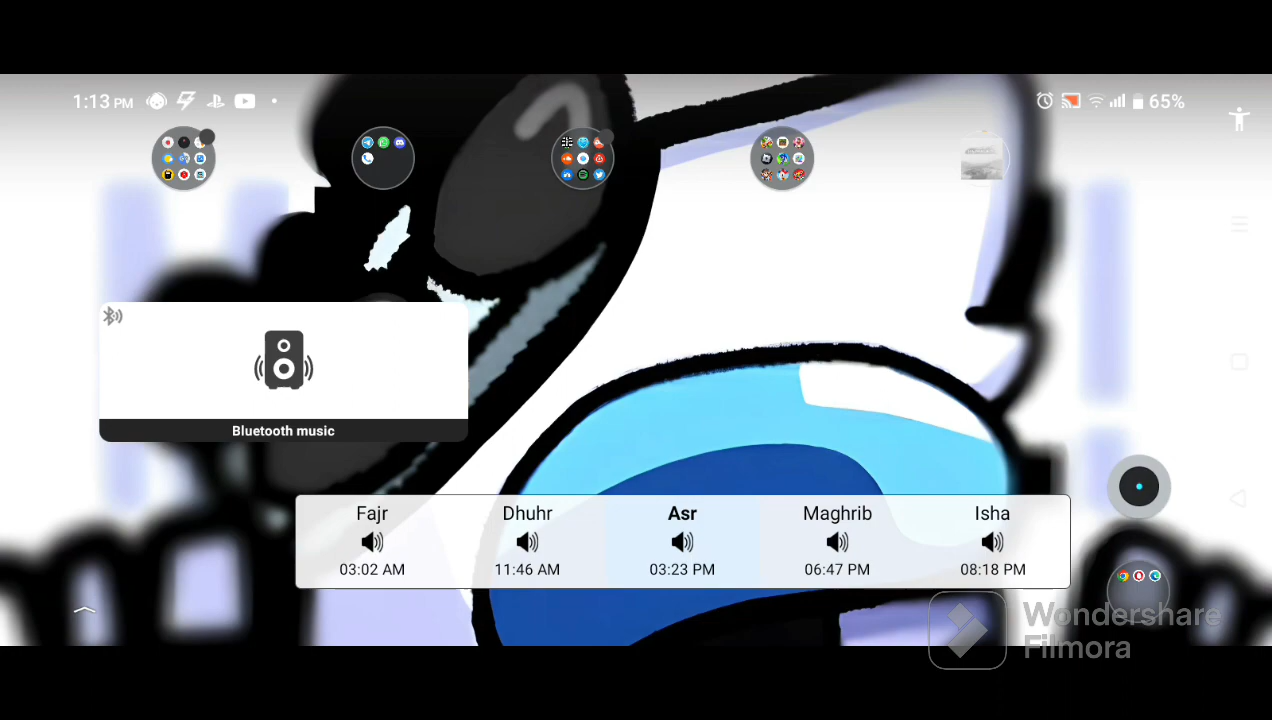 1:13 PM
65%
Bluetooth music
Fajr Dhuhr Asr Maghrib Isha
03:02 AM 11:46 AM 03:23 PM 06:47 PM 08:18 PM
Wondershare
Filmora